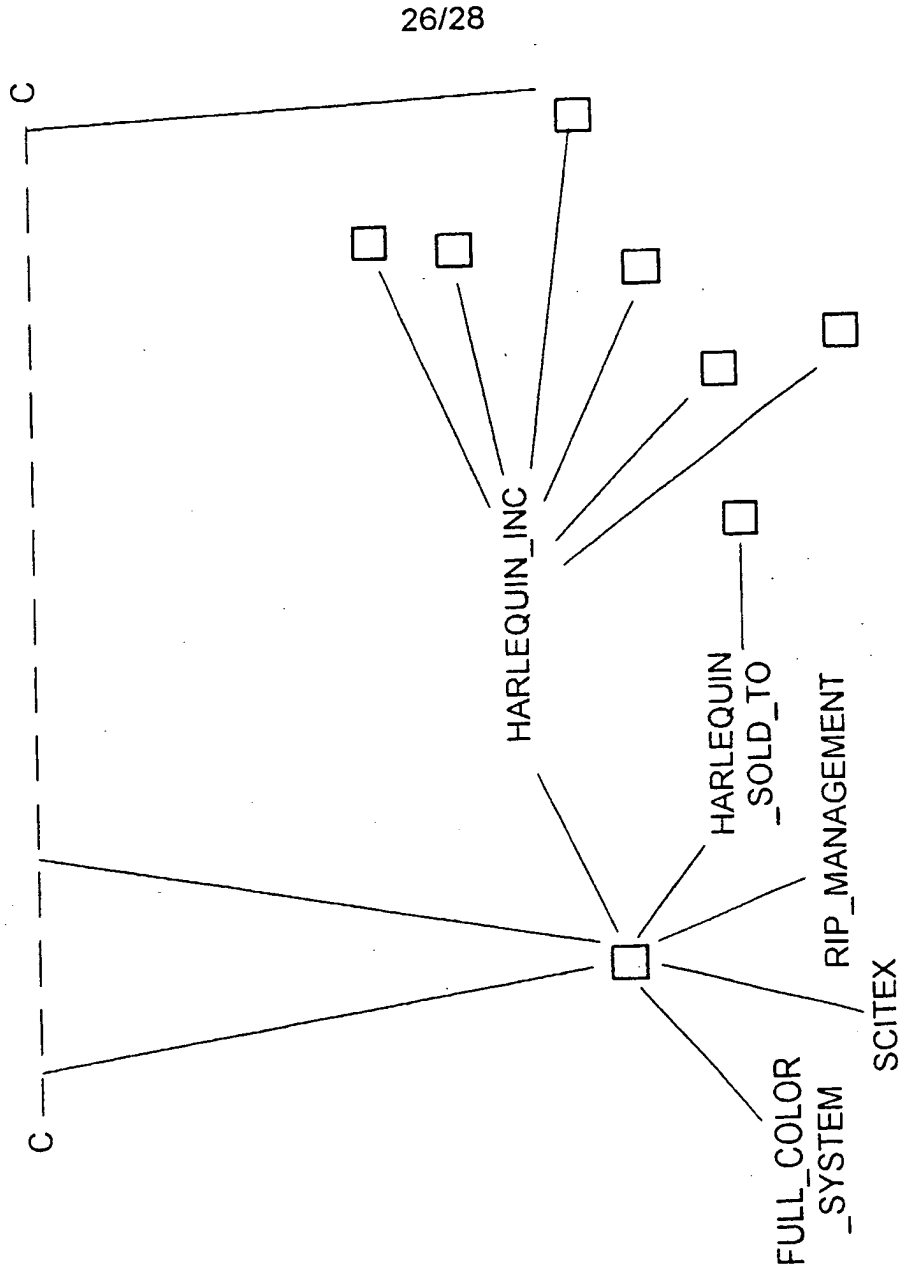 26/28
C
C
HARLEQUIN_INC
HARLEQUIN
_SOLD_TO
RIP_MANAGEMENT
SCITEX
FULL_COLOR
_SYSTEM